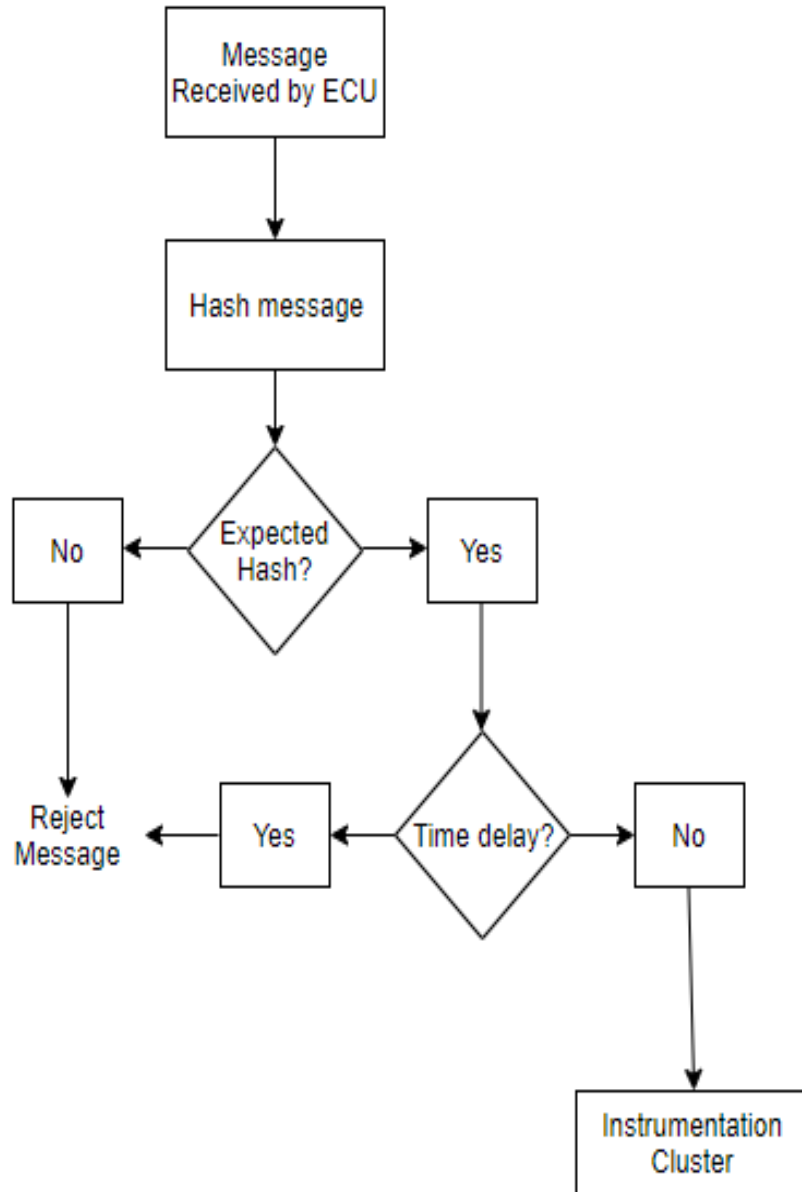 Message
Received by ECU
Hash message
No
Expected
Hash?
Yes
Reject
Message
Yes
Time delay?
No
Instrumentation
Cluster